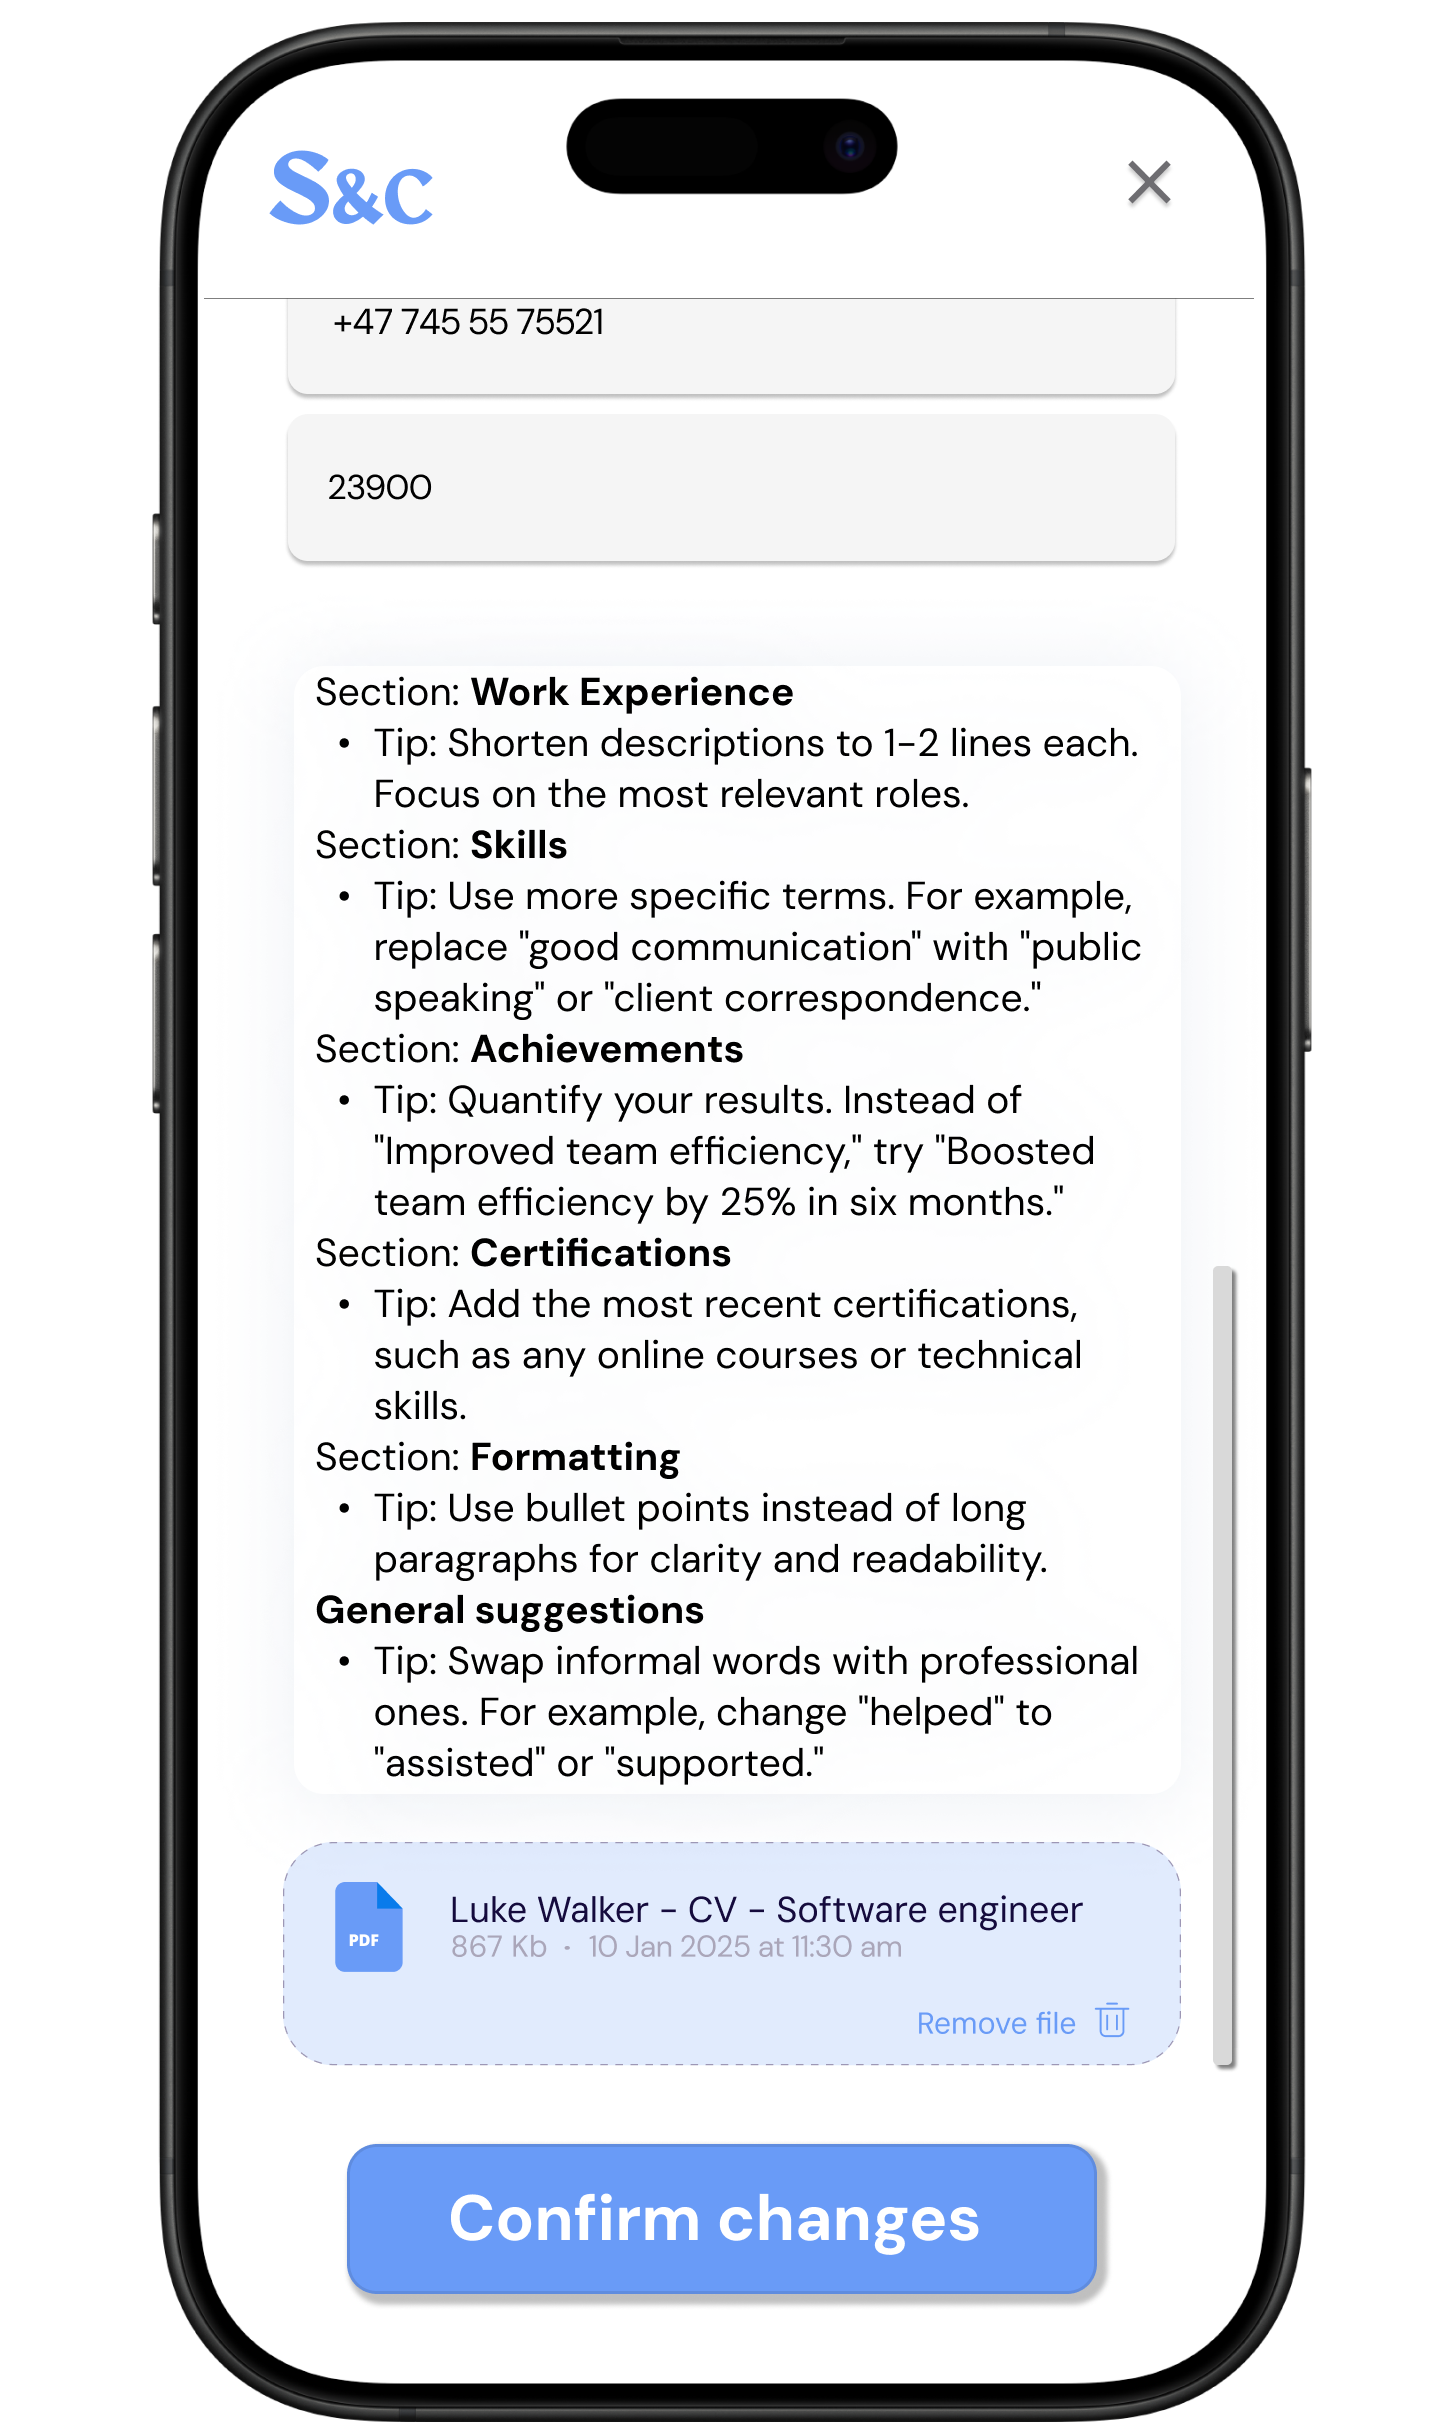 S&C
+47 745 55 75521
23900
Section: Work Experience
• Tip: Shorten descriptions to 1-2 lines each.
Focus on the most relevant roles.
Section: Skills
• Tip: Use more specific terms. For example,
replace "good communication" with "public
speaking" or "client correspondence."
Section: Achievements
• Tip: Quantify your results. Instead of
"Improved team efficiency," try "Boosted
team efficiency by 25% in six months."
Section: Certifications
• Tip: Add the most recent certifications,
such as any online courses or technical
skills.
Section: Formatting
• Tip: Use bullet points instead of long
paragraphs for clarity and readability.
General suggestions
• Tip: Swap informal words with professional
ones. For example, change "helped" to
"assisted" or "supported."
Luke Walker - CV - Software engineer
PDF
867 Kb · 10 Jan 2025 at 11:30 am
Remove file
Confirm changes